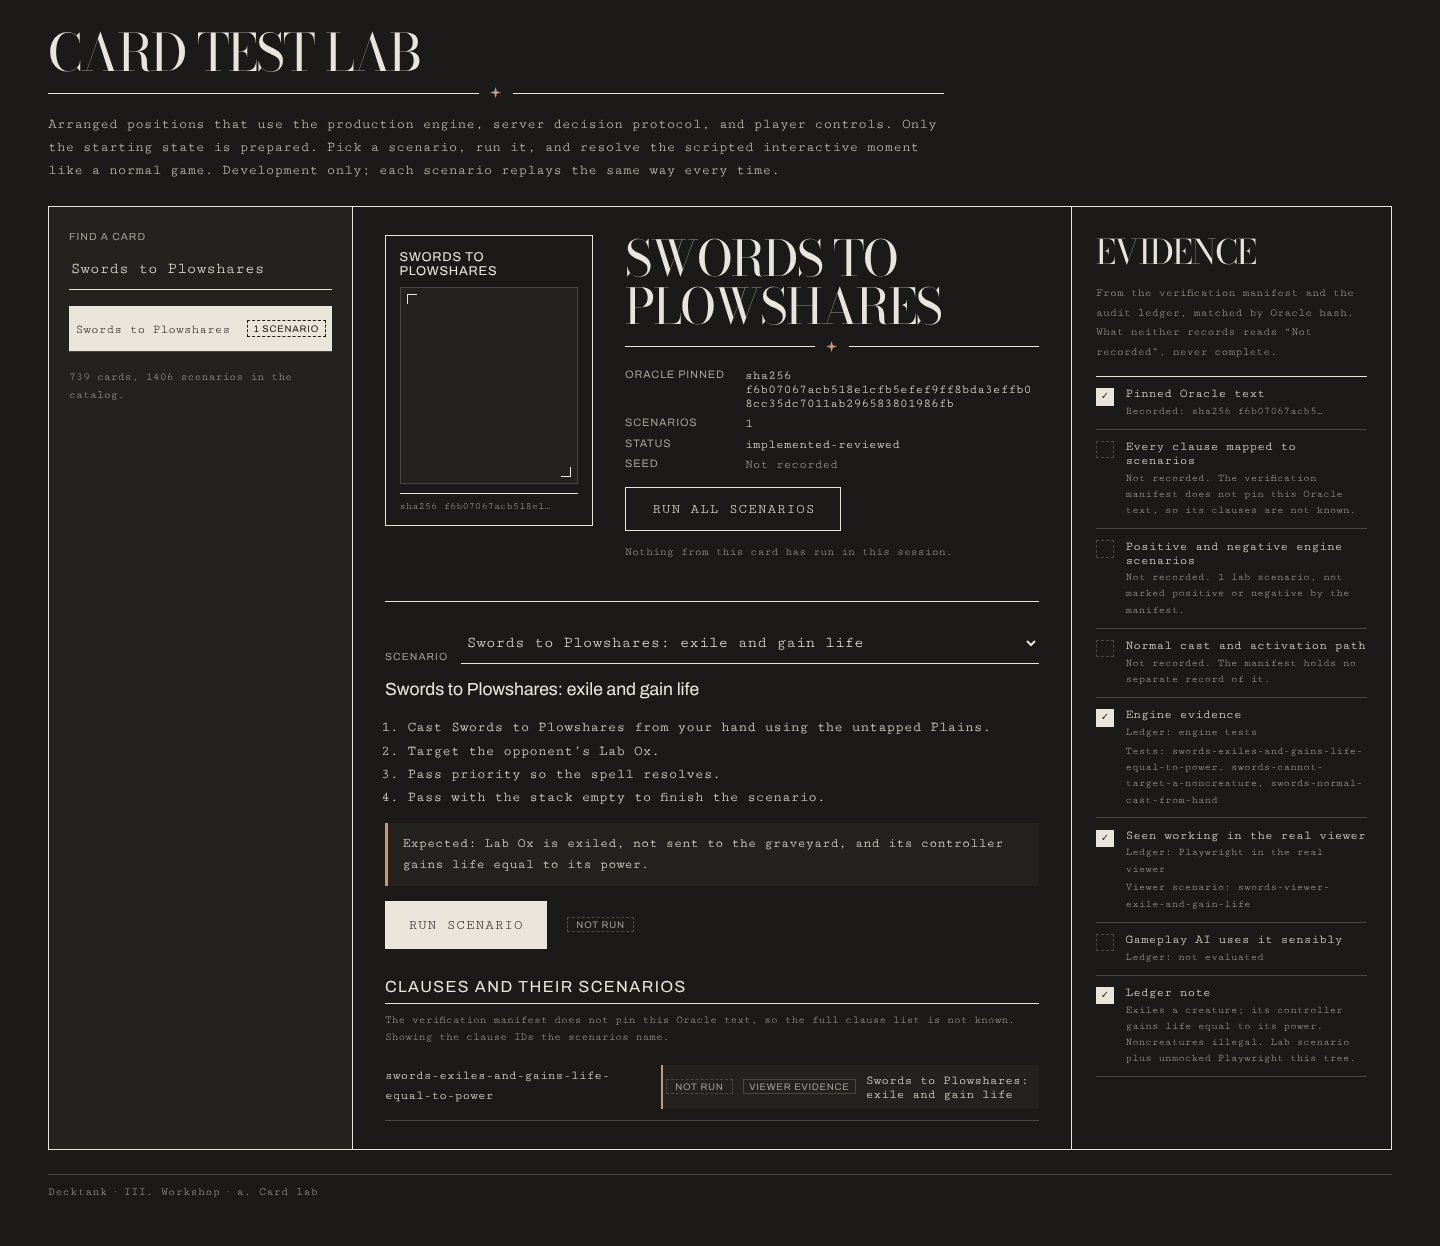 CARD TEST LAB
Arranged positions that use the production engine, server decision protocol, and player controls. Only
the starting state is prepared. Pick a scenario, run it, and resolve the scripted interactive moment
like a normal game. Development only; each scenario replays the same way every time.
FIND A CARD
Swords to Plowshares
Swords to Plowshares 1 SCENARIO
739 cards, 1406 scenarios in the
catalog.
SWORDS TO
PLOWSHARES
sha256 f6b07067acb518e1…
SWORDS TO
PLOWSHARES
ORACLE PINNED sha256
f6b07067acb518e1cfb5efef9ff8bda3effb0
8cc35dc7011ab296583801986fb
SCENARIOS 1
STATUS implemented-reviewed
SEED Not recorded
RUN ALL SCENARIOS
Nothing from this card has run in this session.
SCENARIO Swords to Plowshares: exile and gain life
Swords to Plowshares: exile and gain life
1. Cast Swords to Plowshares from your hand using the untapped Plains.
2. Target the opponent's Lab Ox.
3. Pass priority so the spell resolves.
4. Pass with the stack empty to finish the scenario.
Expected: Lab Ox is exiled, not sent to the graveyard, and its controller
gains life equal to its power.
RUN SCENARIO NOT RUN
CLAUSES AND THEIR SCENARIOS
The verification manifest does not pin this Oracle text, so the full clause list is not known.
Showing the clause IDs the scenarios name.
swords-exiles-and-gains-life-
equal-to-power
NOT RUN VIEWER EVIDENCE Swords to Plowshares:
exile and gain life
EVIDENCE
From the verification manifest and the
audit ledger, matched by Oracle hash.
What neither records reads “Not
recorded”, never complete.
✓ Pinned Oracle text
Recorded: sha256 f6b07067acb5…
Every clause mapped to
scenarios
Not recorded. The verification
manifest does not pin this Oracle
text, so its clauses are not known.
Positive and negative engine
scenarios
Not recorded. 1 lab scenario, not
marked positive or negative by the
manifest.
Normal cast and activation path
Not recorded. The manifest holds no
separate record of it.
✓ Engine evidence
Ledger: engine tests
Tests: swords-exiles-and-gains-life-
equal-to-power, swords-cannot-
target-a-noncreature, swords-normal-
cast-from-hand
✓ Seen working in the real viewer
Ledger: Playwright in the real
viewer
Viewer scenario: swords-viewer-
exile-and-gain-life
Gameplay AI uses it sensibly
Ledger: not evaluated
✓ Ledger note
Exiles a creature; its controller
gains life equal to its power.
Noncreatures illegal. Lab scenario
plus unmocked Playwright this tree.
Decktank · III. Workshop · a. Card lab